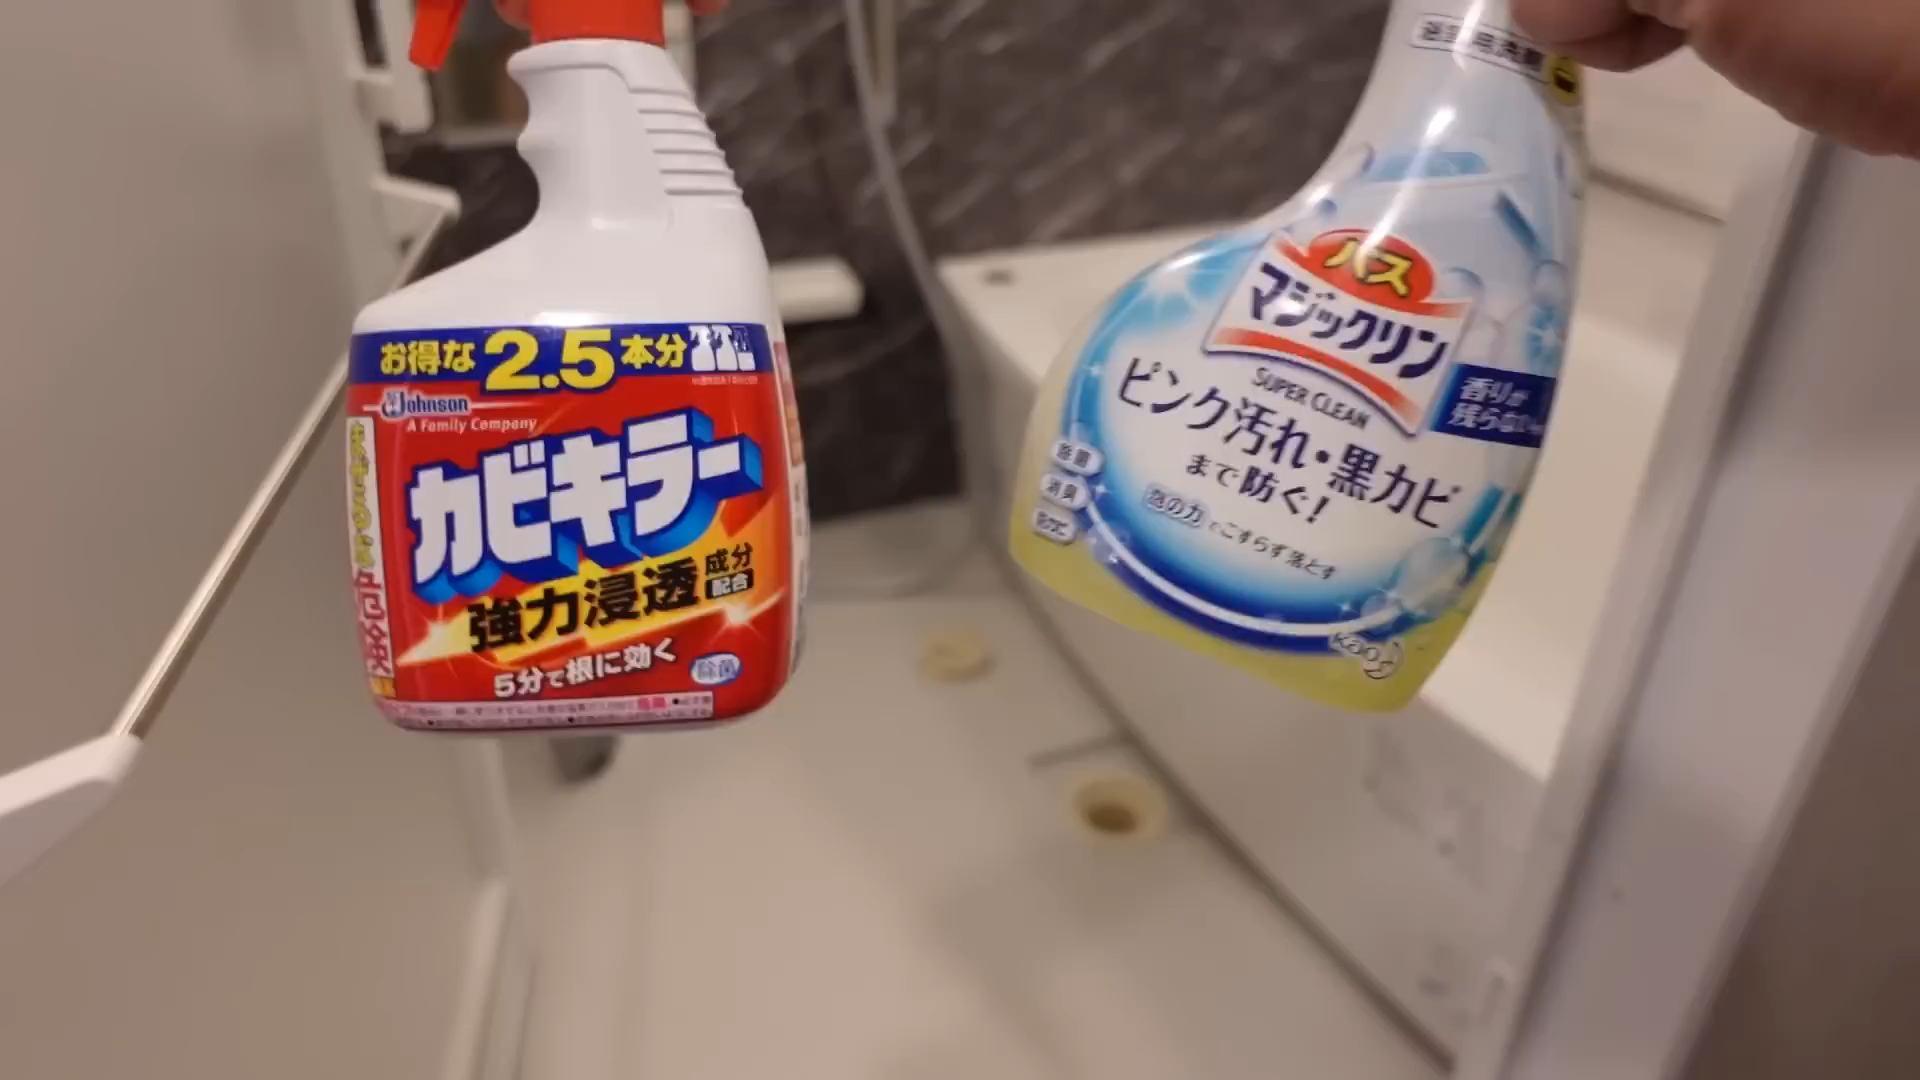 お得な2.5本分
Johnson
A Family Company
カビキラー
強力浸透成分
配合
5分で根に効く
除菌
危険
バス
マジックリン
SUPER CLEAN
香りが
残らない
ピンク汚れ・黒カビ
まで防ぐ!
泡の力でこすらず落とす
除菌
消臭
防カビ
Kao